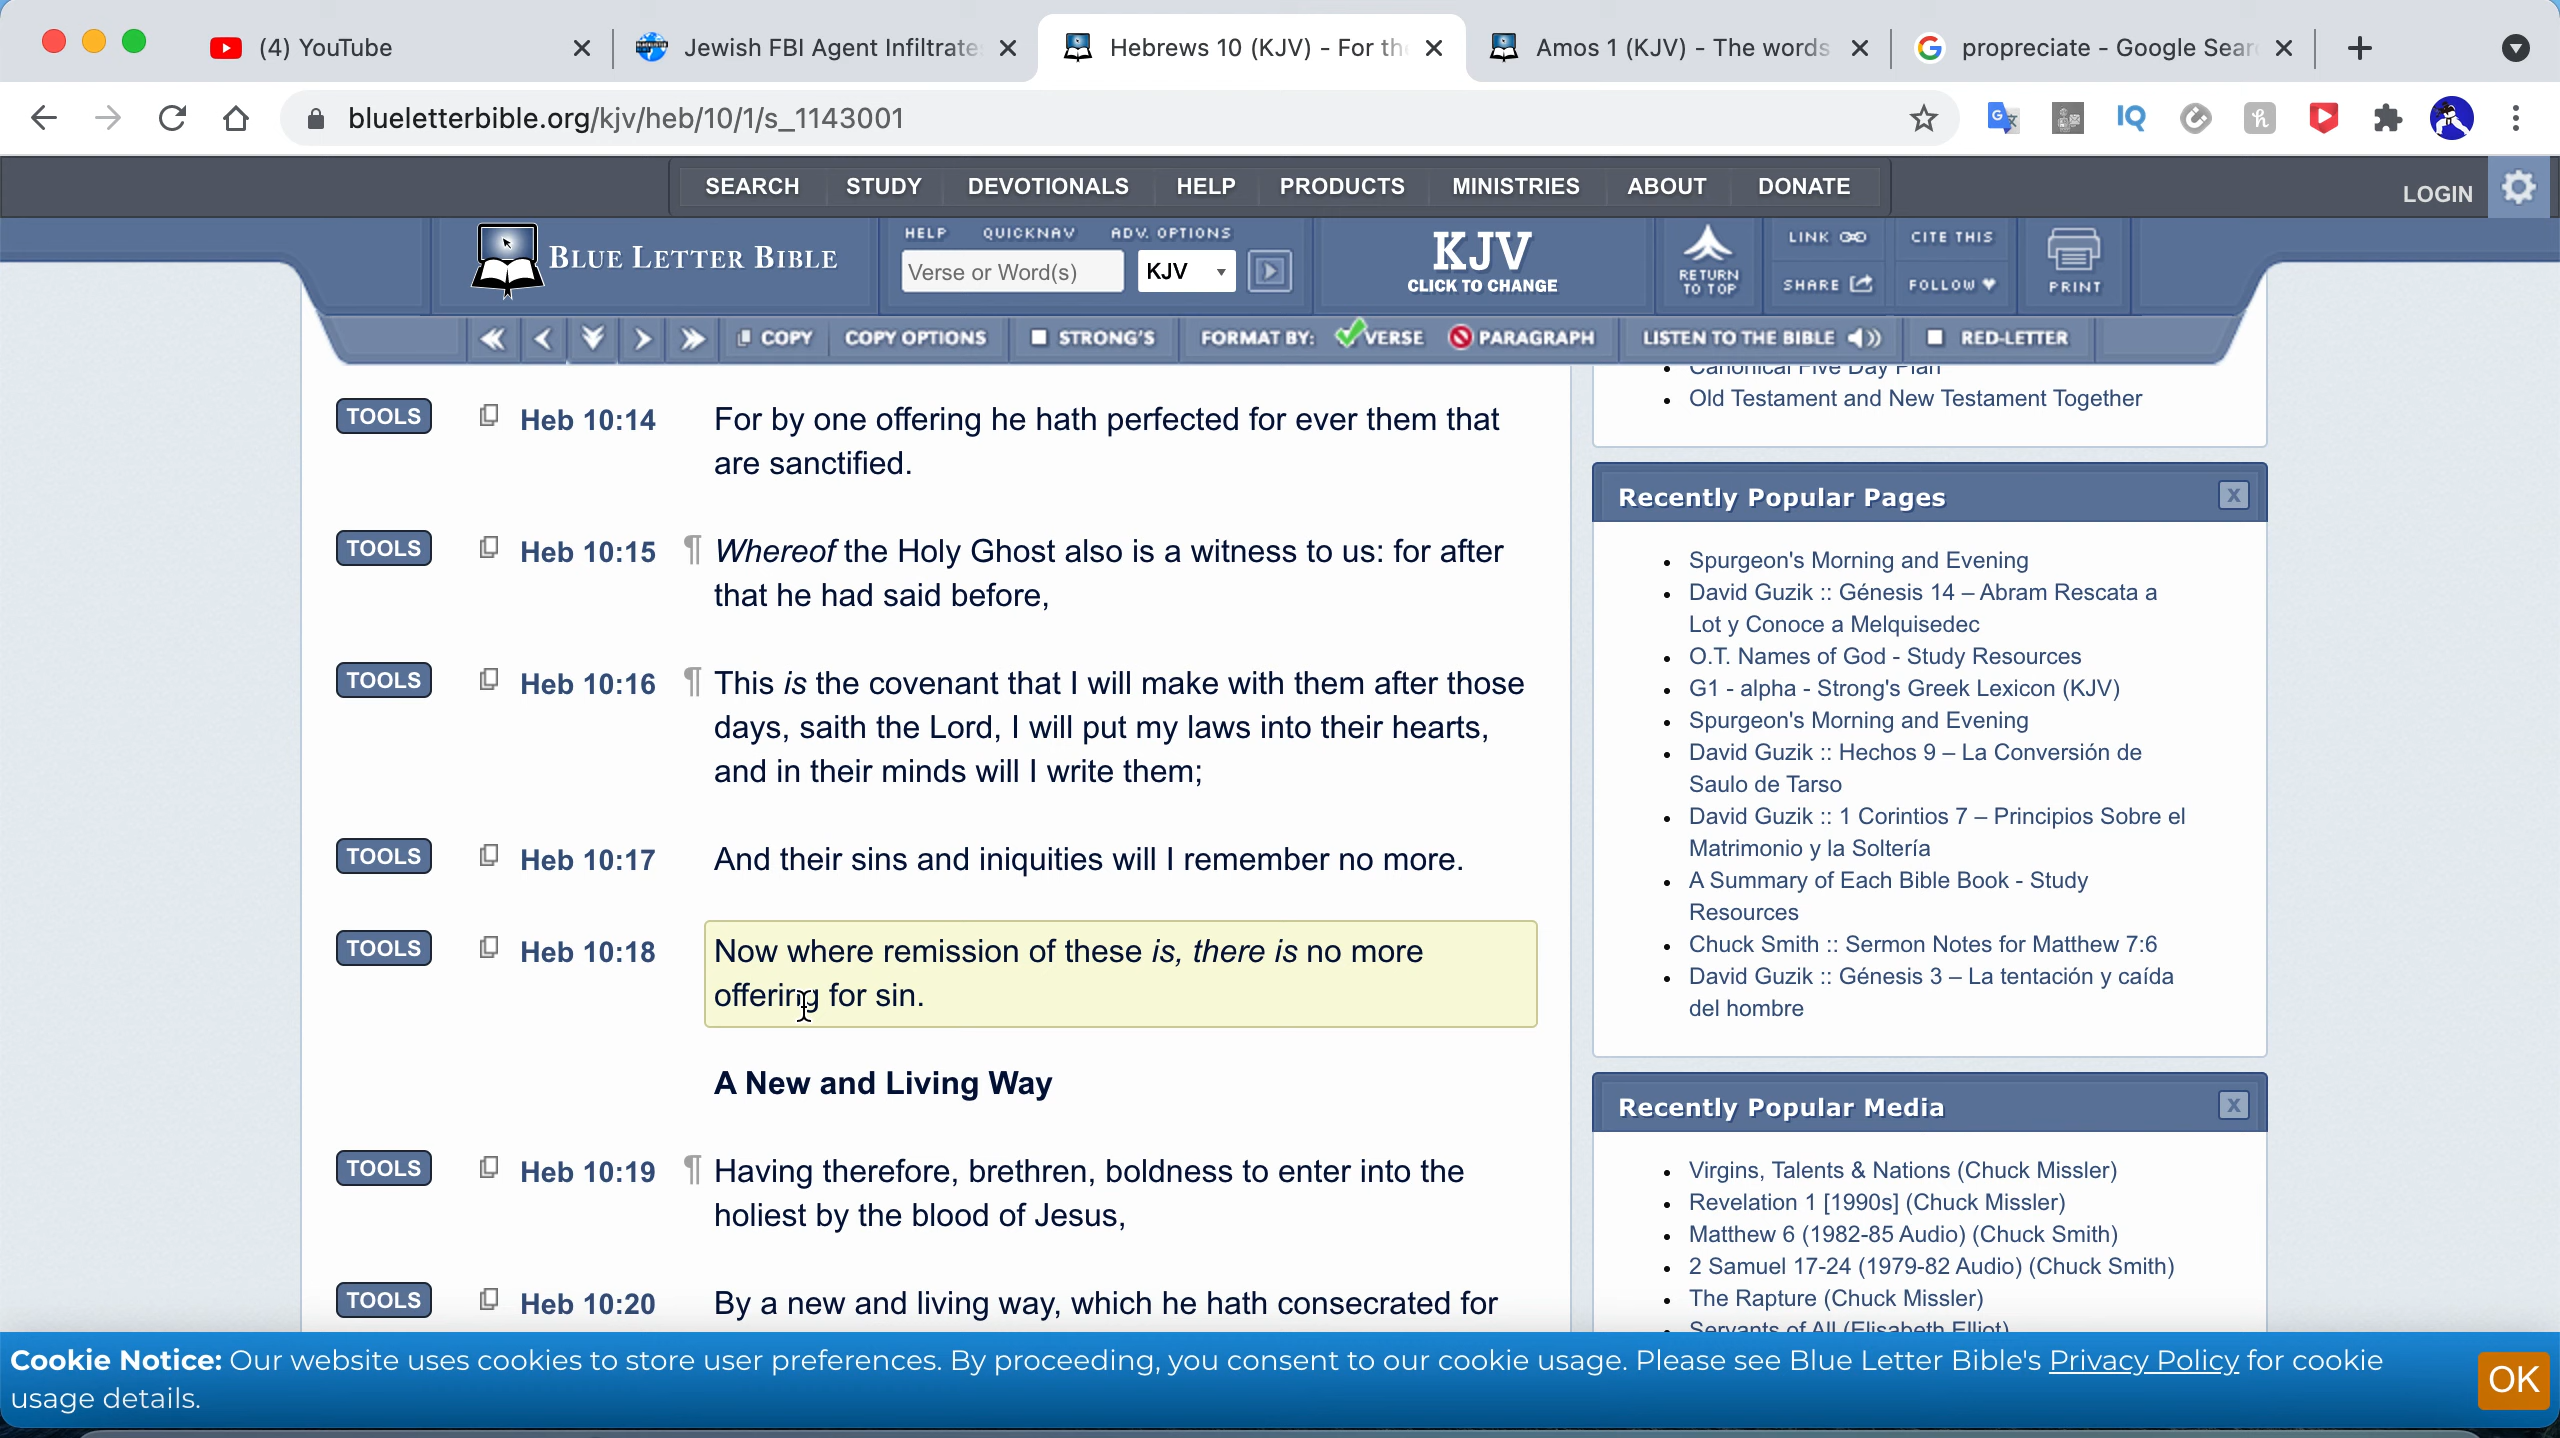 (4) YouTube
Jewish FBI Agent Infiltrate
Hebrews 10 (KJV) - For th
Amos 1 (KJV) - The words
propreciate - Google Sear
blueletterbible.org/kjv/heb/10/1/s_1143001
SEARCH STUDY DEVOTIONALS HELP PRODUCTS MINISTRIES ABOUT DONATE
LOGIN
BLUE LETTER BIBLE
HELP QUICKNAV ADV. OPTIONS
Verse or Word(s) KJV
KJV
CLICK TO CHANGE
RETURN
TO TOP
LINK
SHARE
CITE THIS
FOLLOW
PRINT
COPY COPY OPTIONS STRONG'S FORMAT BY: VERSE PARAGRAPH LISTEN TO THE BIBLE RED-LETTER
TOOLS Heb 10:14 For by one offering he hath perfected for ever them that
are sanctified.
TOOLS Heb 10:15 ¶ Whereof the Holy Ghost also is a witness to us: for after
that he had said before,
TOOLS Heb 10:16 ¶ This is the covenant that I will make with them after those
days, saith the Lord, I will put my laws into their hearts,
and in their minds will I write them;
TOOLS Heb 10:17 And their sins and iniquities will I remember no more.
TOOLS Heb 10:18 Now where remission of these is, there is no more
offering for sin.
A New and Living Way
TOOLS Heb 10:19 ¶ Having therefore, brethren, boldness to enter into the
holiest by the blood of Jesus,
TOOLS Heb 10:20 By a new and living way, which he hath consecrated for
Canonical Five Day Plan
Old Testament and New Testament Together
Recently Popular Pages X
Spurgeon's Morning and Evening
David Guzik :: Génesis 14 – Abram Rescata a
Lot y Conoce a Melquisedec
O.T. Names of God - Study Resources
G1 - alpha - Strong's Greek Lexicon (KJV)
Spurgeon's Morning and Evening
David Guzik :: Hechos 9 – La Conversión de
Saulo de Tarso
David Guzik :: 1 Corintios 7 – Principios Sobre el
Matrimonio y la Soltería
A Summary of Each Bible Book - Study
Resources
Chuck Smith :: Sermon Notes for Matthew 7:6
David Guzik :: Génesis 3 – La tentación y caída
del hombre
Recently Popular Media X
Virgins, Talents & Nations (Chuck Missler)
Revelation 1 [1990s] (Chuck Missler)
Matthew 6 (1982-85 Audio) (Chuck Smith)
2 Samuel 17-24 (1979-82 Audio) (Chuck Smith)
The Rapture (Chuck Missler)
Servants of All (Elisabeth Elliot)
Cookie Notice: Our website uses cookies to store user preferences. By proceeding, you consent to our cookie usage. Please see Blue Letter Bible's Privacy Policy for cookie
usage details.
OK